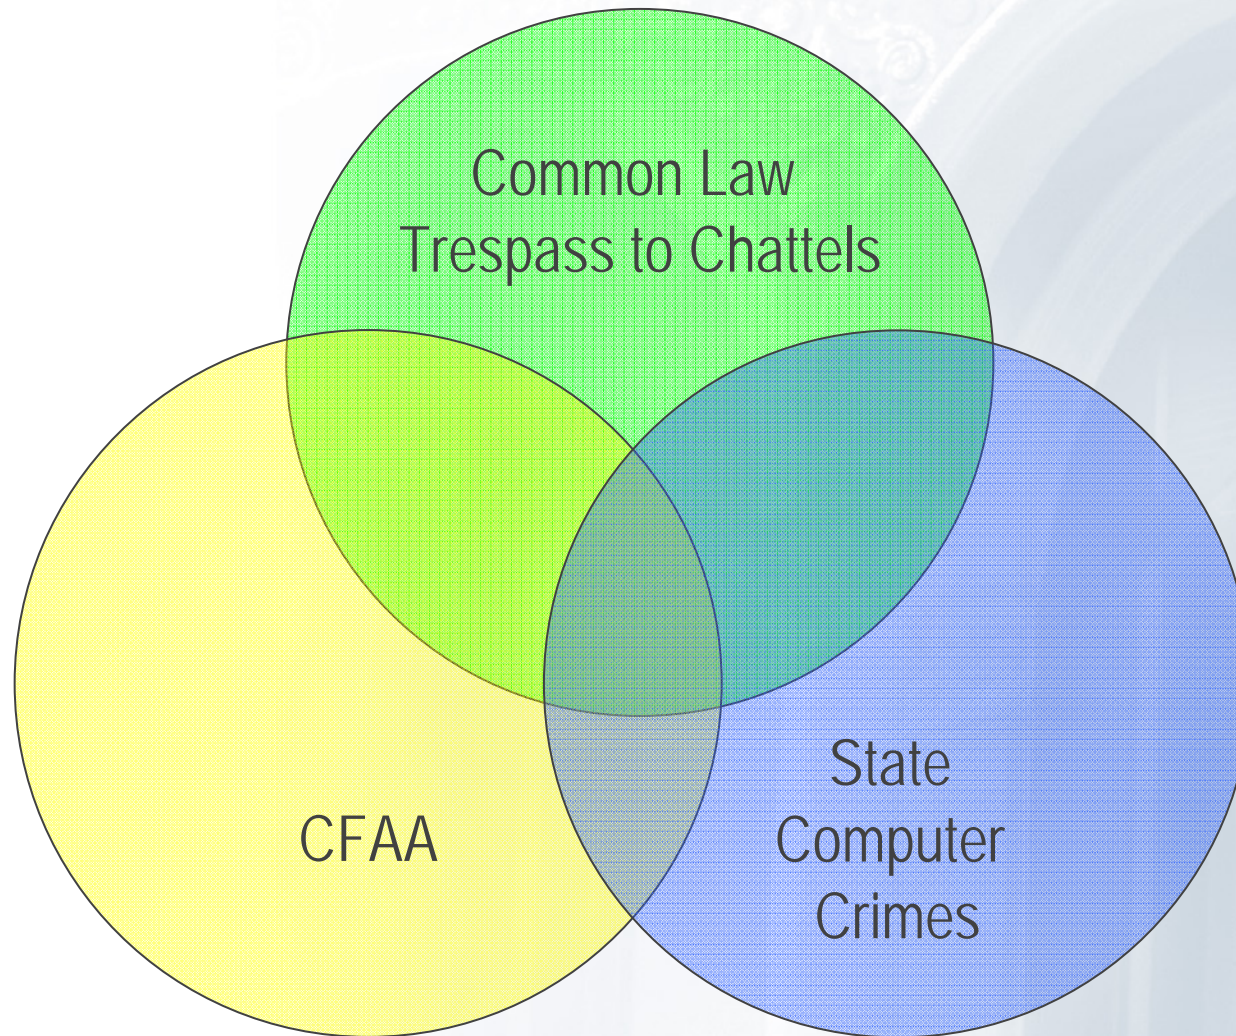 Common Law
Trespass to Chattels
CFAA
State
Computer
Crimes